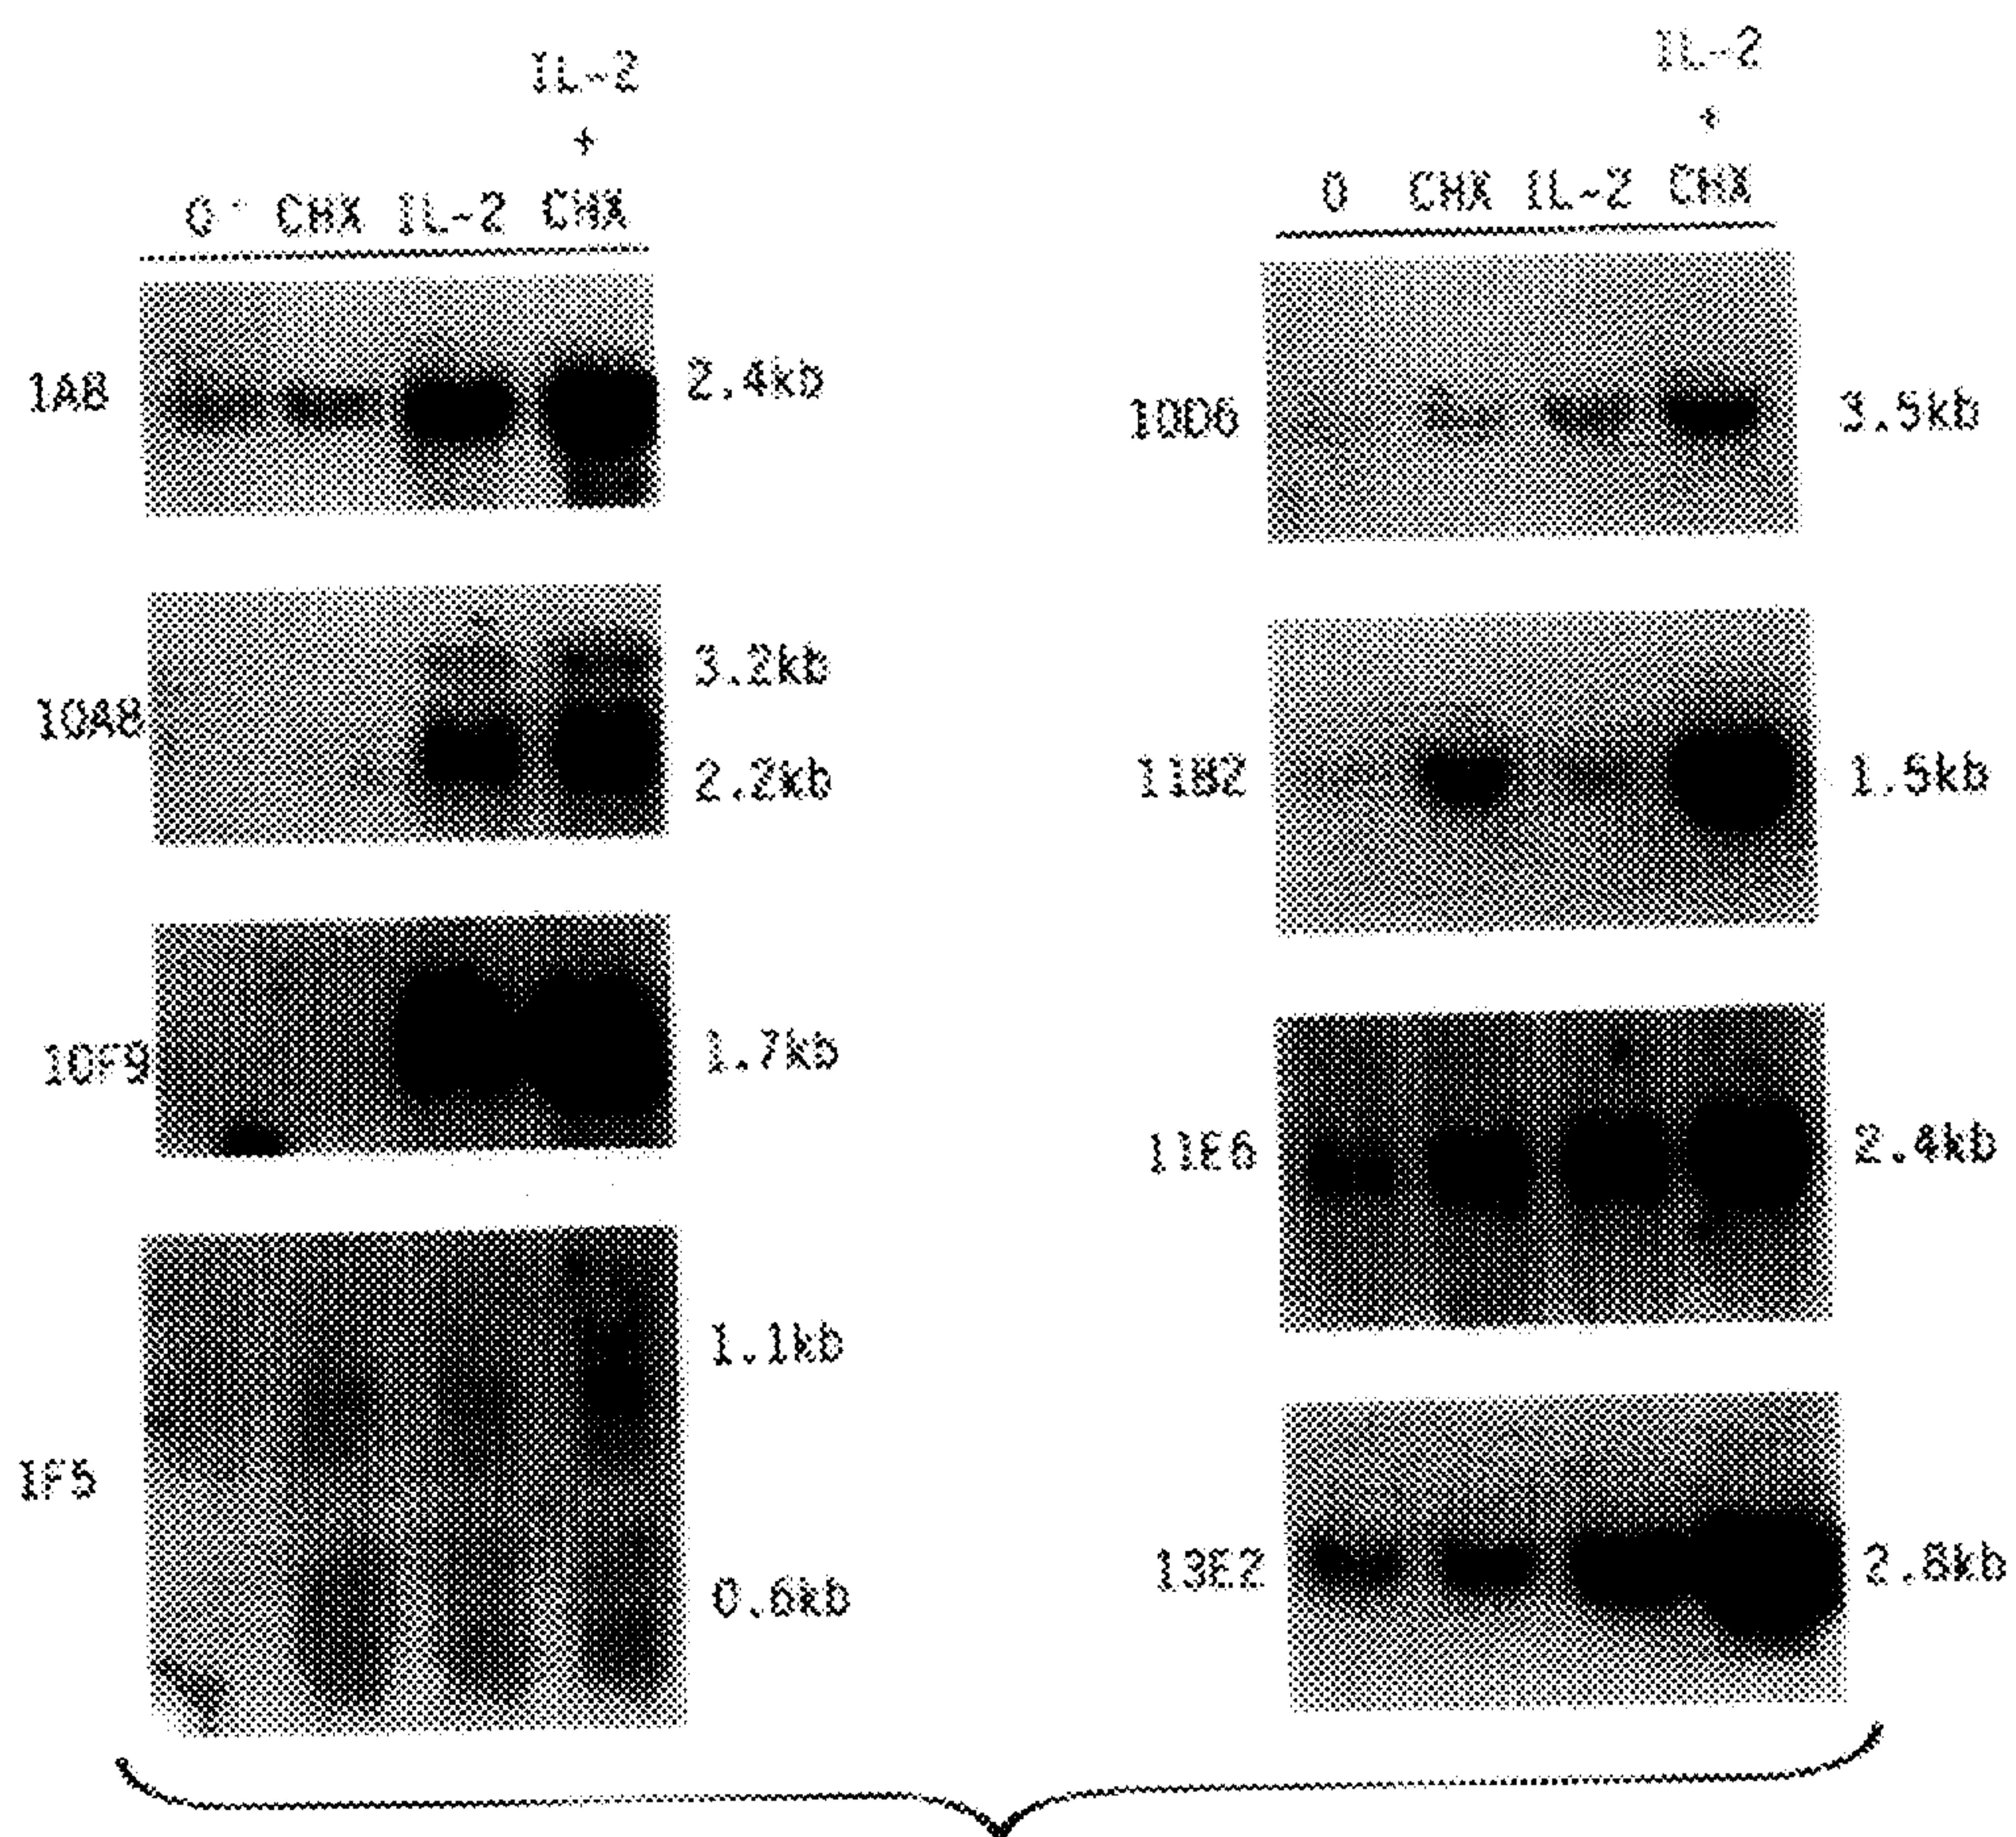 IL-2
+
O CHX IL-2 CHX
1A8 2.4kb
10A8 3.2kb
2.2kb
10F9 1.7kb
1F5 1.1kb
0.6kb
IL-2
+
O CHX IL-2 CHX
10D6 3.5kb
11B2 1.5kb
11E6 2.4kb
13E2 2.8kb